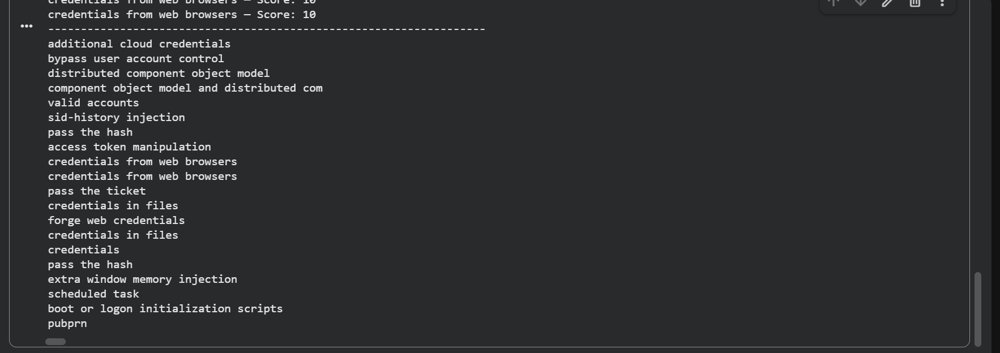 credentials from web browsers — Score: 10
credentials from web browsers — Score: 10
-------------------------------------------------------------------
additional cloud credentials
bypass user account control
distributed component object model
component object model and distributed com
valid accounts
sid-history injection
pass the hash
access token manipulation
credentials from web browsers
credentials from web browsers
pass the ticket
credentials in files
forge web credentials
credentials in files
credentials
pass the hash
extra window memory injection
scheduled task
boot or logon initialization scripts
pubprn